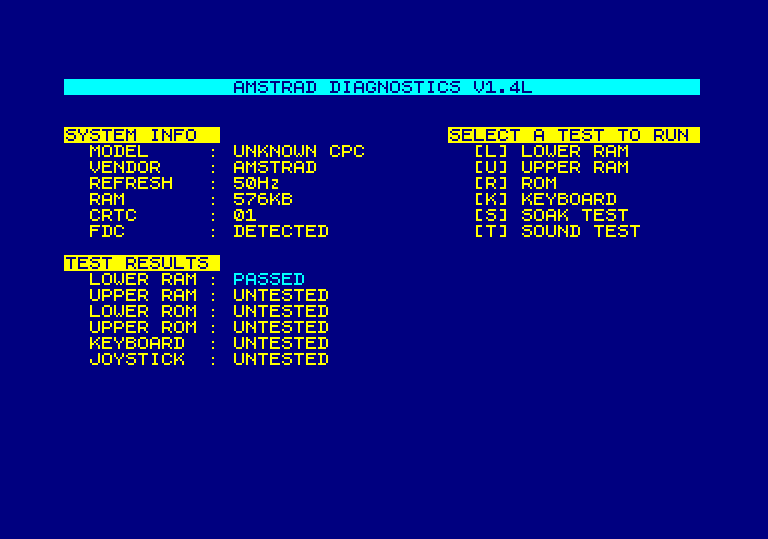 AMSTRAD DIAGNOSTICS V1.4L
SYSTEM INFO
MODEL : UNKNOWN CPC
VENDOR : AMSTRAD
REFRESH : 50Hz
RAM : 576KB
CRTC : 01
FDC : DETECTED
SELECT A TEST TO RUN
[L] LOWER RAM
[U] UPPER RAM
[R] ROM
[K] KEYBOARD
[S] SOAK TEST
[T] SOUND TEST
TEST RESULTS
LOWER RAM : PASSED
UPPER RAM : UNTESTED
LOWER ROM : UNTESTED
UPPER ROM : UNTESTED
KEYBOARD : UNTESTED
JOYSTICK : UNTESTED